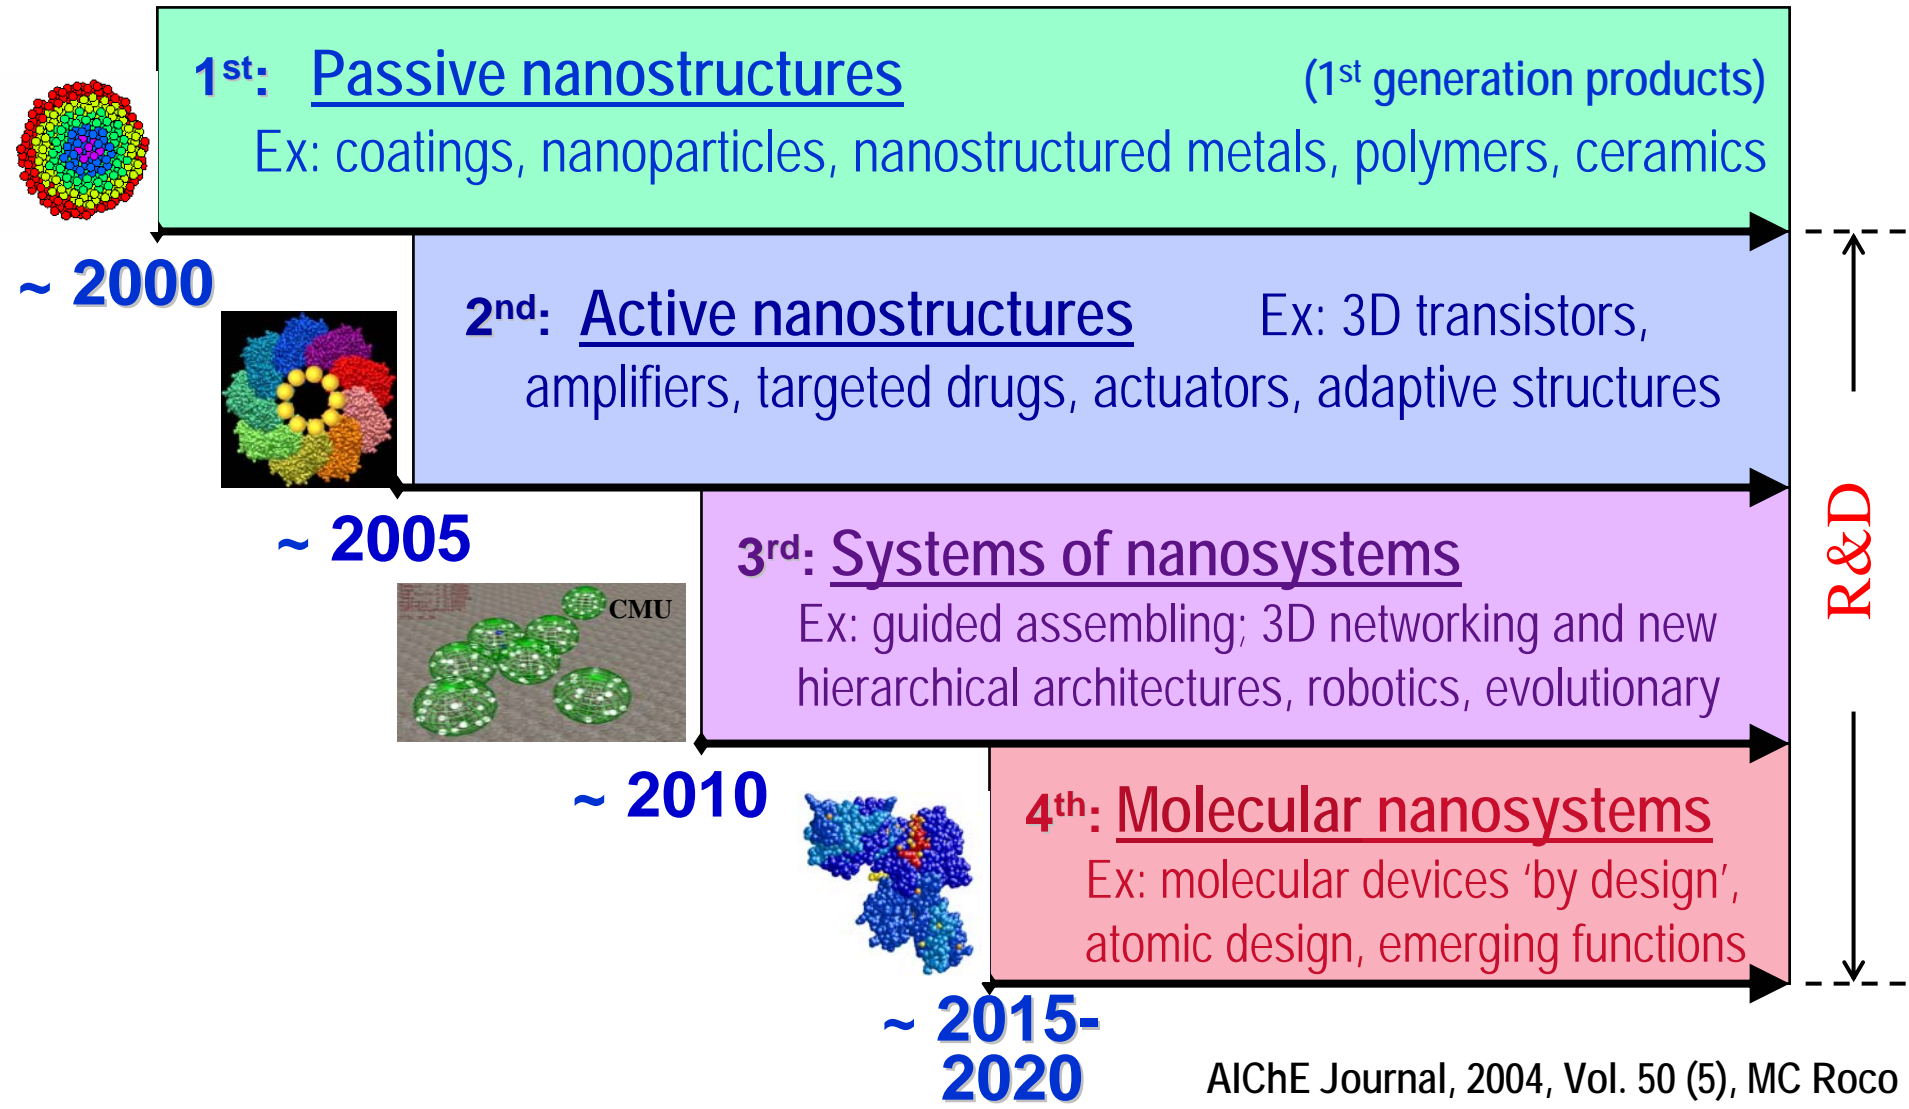 1st: Passive nanostructures (1st generation products)
Ex: coatings, nanoparticles, nanostructured metals, polymers, ceramics
~ 2000
2nd: Active nanostructures Ex: 3D transistors,
amplifiers, targeted drugs, actuators, adaptive structures
~ 2005
3rd: Systems of nanosystems
Ex: guided assembling; 3D networking and new
hierarchical architectures, robotics, evolutionary
CMU
~ 2010
4th: Molecular nanosystems
Ex: molecular devices ‘by design’,
atomic design, emerging functions
~ 2015-
2020
R&D
AIChE Journal, 2004, Vol. 50 (5), MC Roco